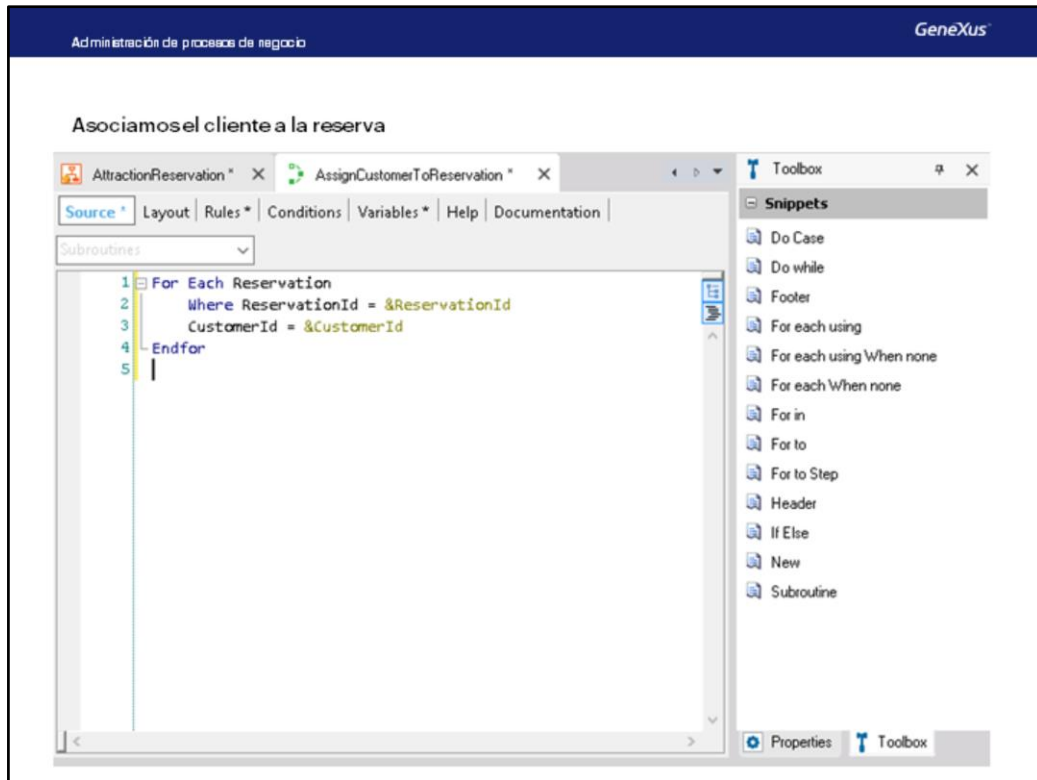 Administración de procesos de negocio
GeneXus
Asociamos el cliente a la reserva
AttractionReservation *
AssignCustomerToReservation *
Source * Layout Rules * Conditions Variables * Help Documentation
Subroutines
1 For Each Reservation
2 Where ReservationId = &ReservationId
3 CustomerId = &CustomerId
4 Endfor
5
Toolbox
Snippets
Do Case
Do while
Footer
For each using
For each using When none
For each When none
For in
For to
For to Step
Header
If Else
New
Subroutine
Properties
Toolbox